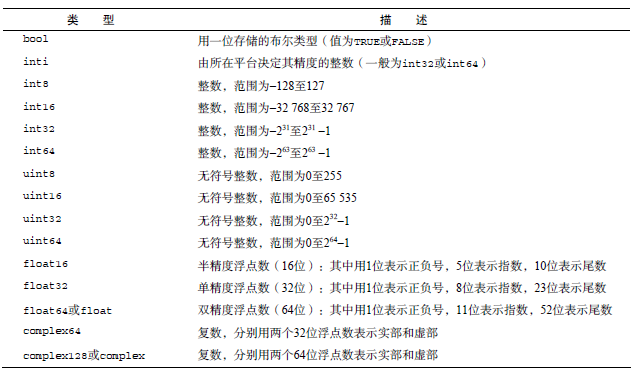 类 型 描 述
bool 用一位存储的布尔类型（值为TRUE或FALSE）
inti 由所在平台决定其精度的整数（一般为int32或int64）
int8 整数，范围为–128至127
int16 整数，范围为–32 768至32 767
int32 整数，范围为–2³¹至2³¹ –1
int64 整数，范围为–2⁶³至2⁶³ –1
uint8 无符号整数，范围为0至255
uint16 无符号整数，范围为0至65 535
uint32 无符号整数，范围为0至2³²–1
uint64 无符号整数，范围为0至2⁶⁴–1
float16 半精度浮点数（16位）：其中用1位表示正负号，5位表示指数，10位表示尾数
float32 单精度浮点数（32位）：其中用1位表示正负号，8位表示指数，23位表示尾数
float64或float 双精度浮点数（64位）：其中用1位表示正负号，11位表示指数，52位表示尾数
complex64 复数，分别用两个32位浮点数表示实部和虚部
complex128或complex 复数，分别用两个64位浮点数表示实部和虚部